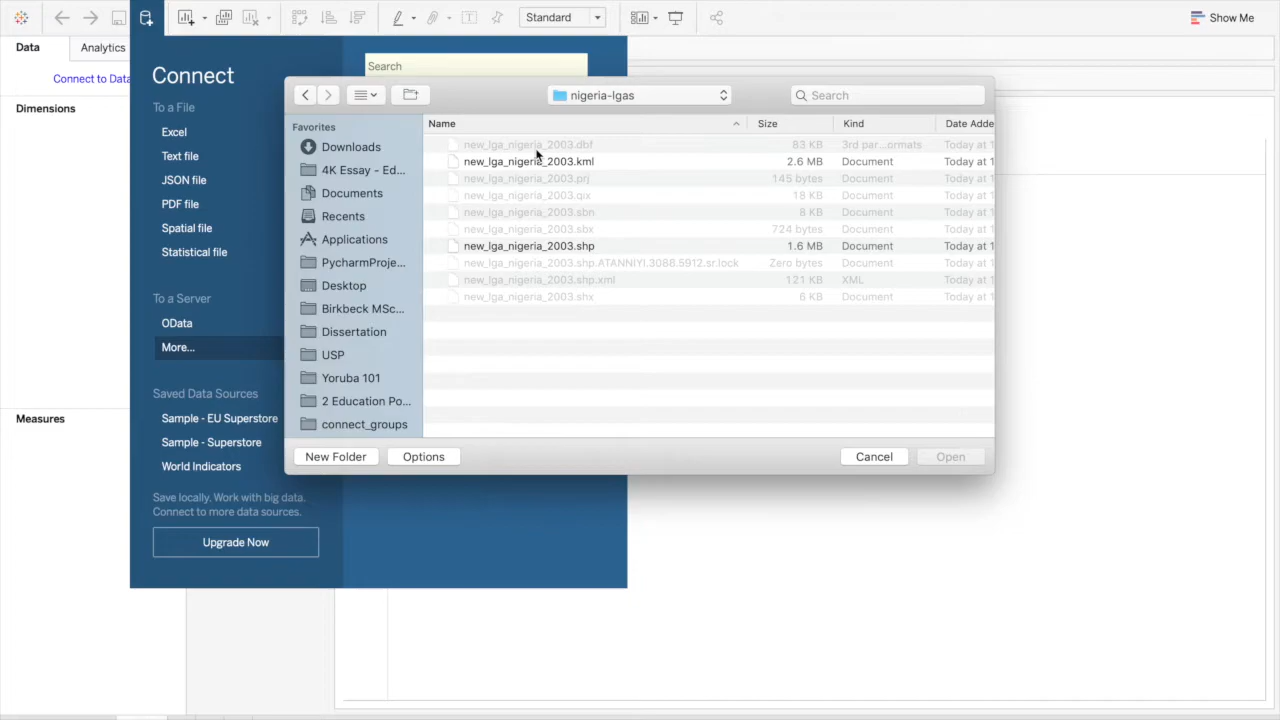 Standard
Show Me
Data
Analytics
Connect to Data
Dimensions
Measures
Connect
Search
To a File
Excel
Text file
JSON file
PDF file
Spatial file
Statistical file
To a Server
OData
More...
Saved Data Sources
Sample - EU Superstore
Sample - Superstore
World Indicators
Save locally. Work with big data.
Connect to more data sources.
Upgrade Now
nigeria-lgas
Search
Favorites
Downloads
4K Essay - Ed...
Documents
Recents
Applications
PycharmProje...
Desktop
Birkbeck MSc...
Dissertation
USP
Yoruba 101
2 Education Po...
connect_groups
Name Size Kind Date Adde
new_lga_nigeria_2003.dbf 83 KB 3rd par...ormats Today at 1
new_lga_nigeria_2003.kml 2.6 MB Document Today at 1
new_lga_nigeria_2003.prj 145 bytes Document Today at 1
new_lga_nigeria_2003.qix 18 KB Document Today at 1
new_lga_nigeria_2003.sbn 8 KB Document Today at 1
new_lga_nigeria_2003.sbx 724 bytes Document Today at 1
new_lga_nigeria_2003.shp 1.6 MB Document Today at 1
new_lga_nigeria_2003.shp.ATANNIYI.3088.5912.sr.lock Zero bytes Document Today at 1
new_lga_nigeria_2003.shp.xml 121 KB XML Today at 1
new_lga_nigeria_2003.shx 6 KB Document Today at 1
New Folder
Options
Cancel
Open